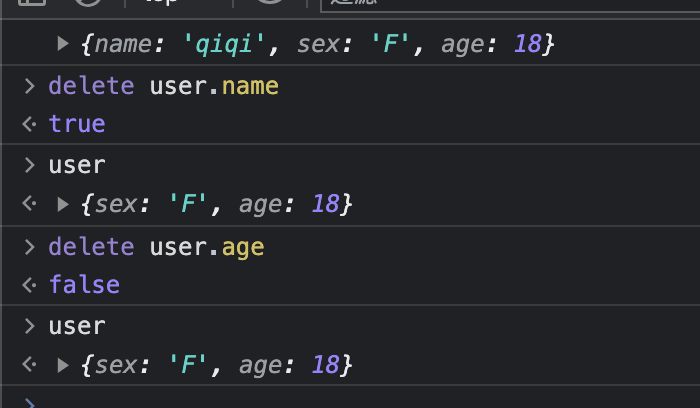 {name: 'qiqi', sex: 'F', age: 18}
delete user.name
true
user
{sex: 'F', age: 18}
delete user.age
false
user
{sex: 'F', age: 18}